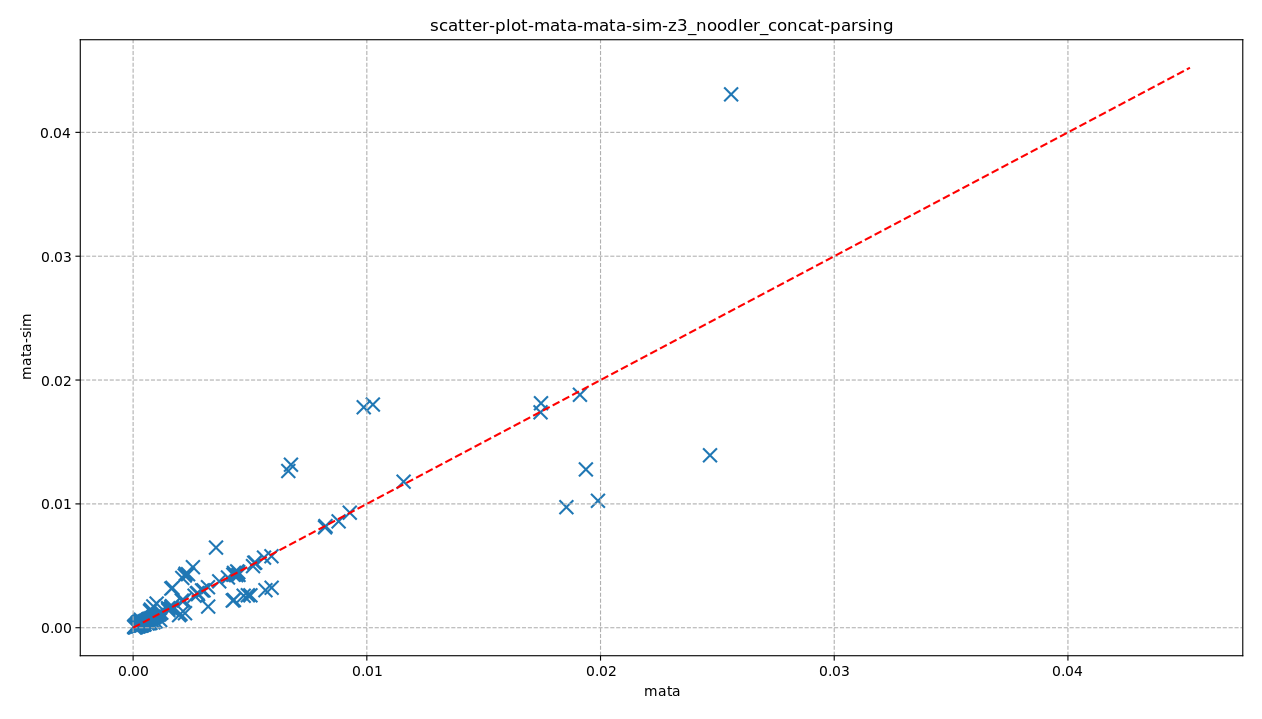 scatter-plot-mata-mata-sim-z3_noodler_concat-parsing
0.04
0.03
0.02
0.01
0.00
mata-sim
0.00 0.01 0.02 0.03 0.04
mata